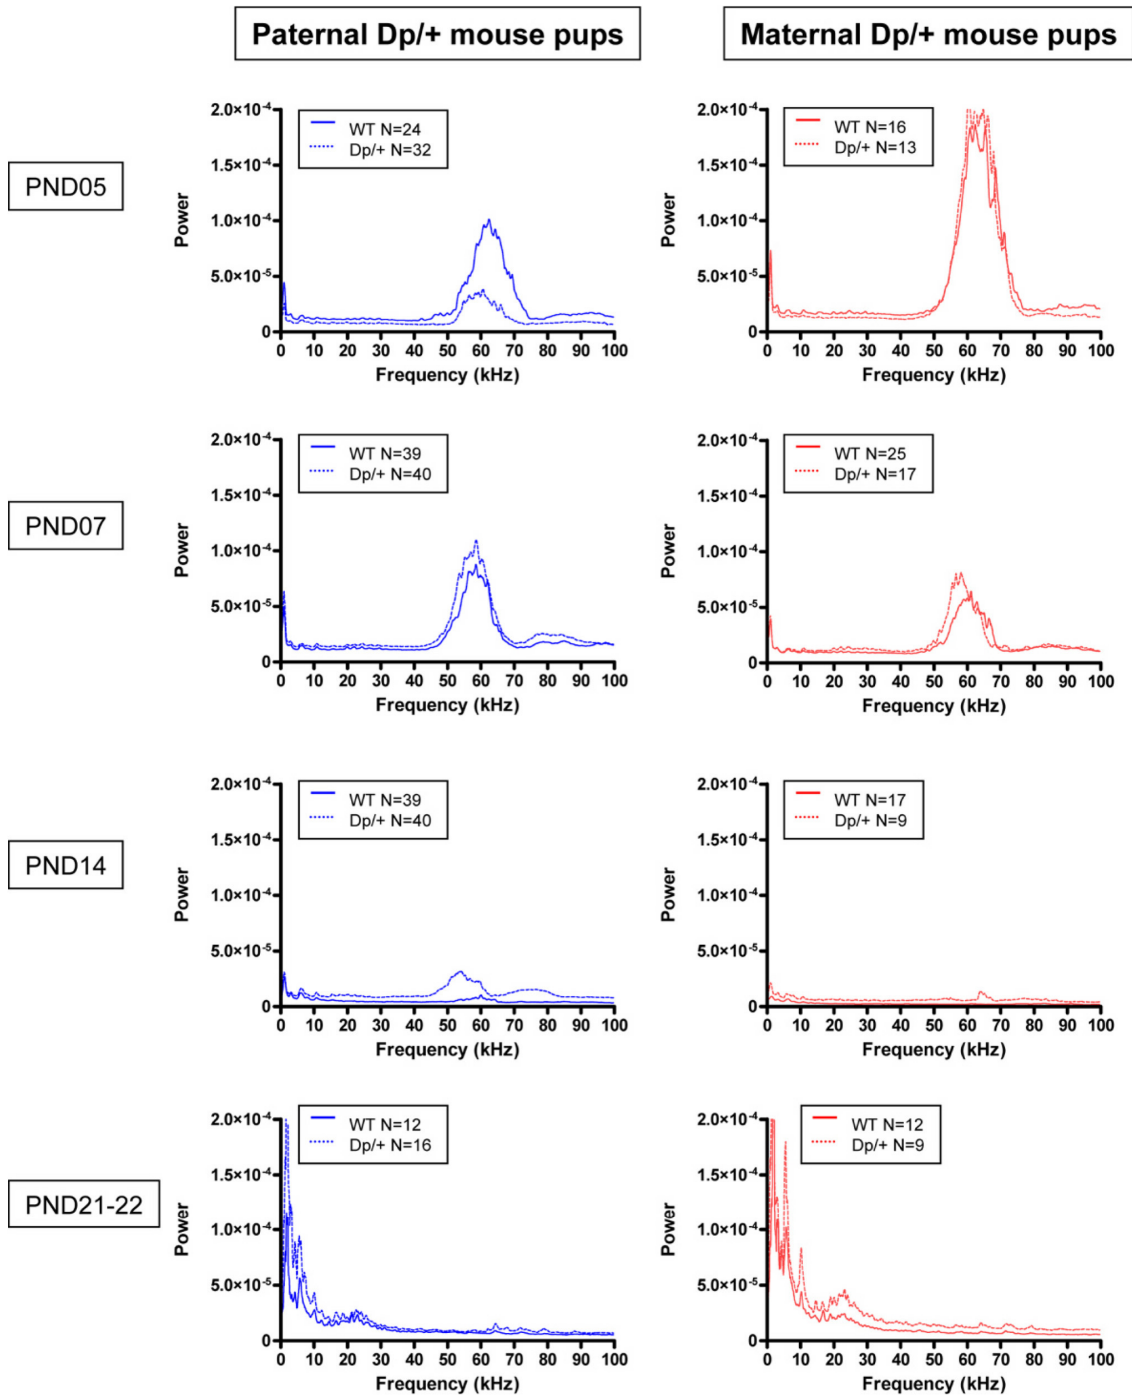 Paternal Dp/+ mouse pups
Maternal Dp/+ mouse pups
PND05
2.0×10⁻⁴
1.5×10⁻⁴
1.0×10⁻⁴
5.0×10⁻⁵
0
Power
WT N=24
Dp/+ N=32
0 10 20 30 40 50 60 70 80 90 100
Frequency (kHz)
2.0×10⁻⁴
1.5×10⁻⁴
1.0×10⁻⁴
5.0×10⁻⁵
0
Power
WT N=16
Dp/+ N=13
0 10 20 30 40 50 60 70 80 90 100
Frequency (kHz)
PND07
2.0×10⁻⁴
1.5×10⁻⁴
1.0×10⁻⁴
5.0×10⁻⁵
0
Power
WT N=39
Dp/+ N=40
0 10 20 30 40 50 60 70 80 90 100
Frequency (kHz)
2.0×10⁻⁴
1.5×10⁻⁴
1.0×10⁻⁴
5.0×10⁻⁵
0
Power
WT N=25
Dp/+ N=17
0 10 20 30 40 50 60 70 80 90 100
Frequency (kHz)
PND14
2.0×10⁻⁴
1.5×10⁻⁴
1.0×10⁻⁴
5.0×10⁻⁵
0
Power
WT N=39
Dp/+ N=40
0 10 20 30 40 50 60 70 80 90 100
Frequency (kHz)
2.0×10⁻⁴
1.5×10⁻⁴
1.0×10⁻⁴
5.0×10⁻⁵
0
Power
WT N=17
Dp/+ N=9
0 10 20 30 40 50 60 70 80 90 100
Frequency (kHz)
PND21-22
2.0×10⁻⁴
1.5×10⁻⁴
1.0×10⁻⁴
5.0×10⁻⁵
0
Power
WT N=12
Dp/+ N=16
0 10 20 30 40 50 60 70 80 90 100
Frequency (kHz)
2.0×10⁻⁴
1.5×10⁻⁴
1.0×10⁻⁴
5.0×10⁻⁵
0
Power
WT N=12
Dp/+ N=9
0 10 20 30 40 50 60 70 80 90 100
Frequency (kHz)